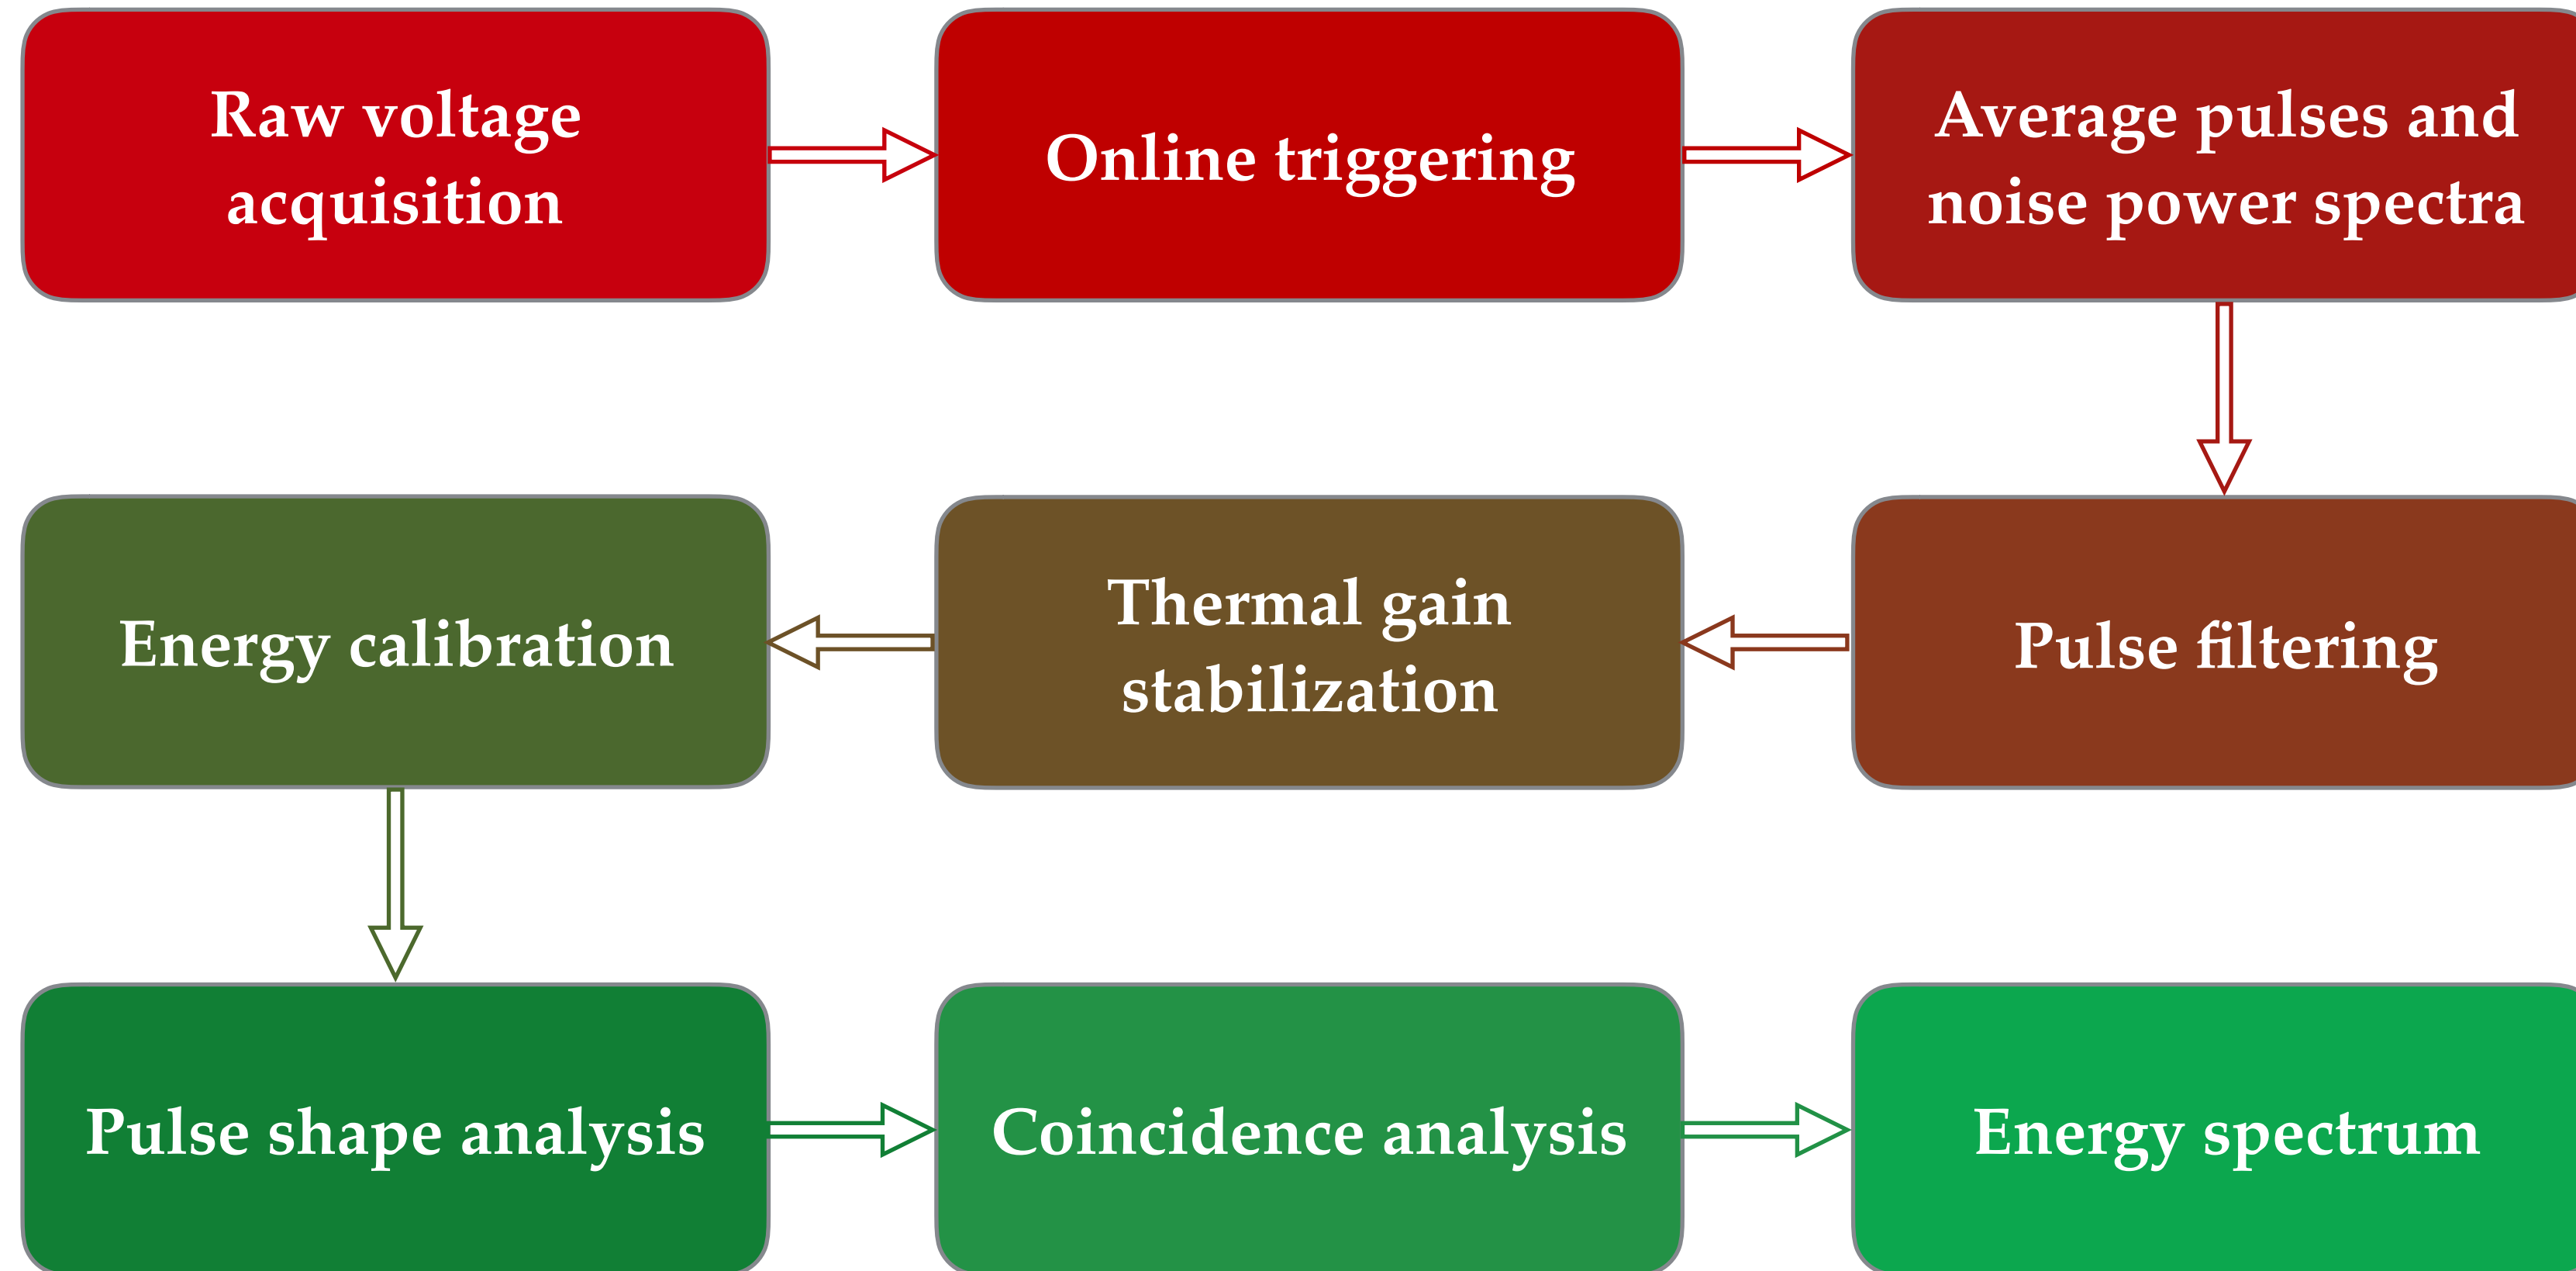 Raw voltage
acquisition
Online triggering
Average pulses and
noise power spectra
Energy calibration
Thermal gain
stabilization
Pulse filtering
Pulse shape analysis
Coincidence analysis
Energy spectrum